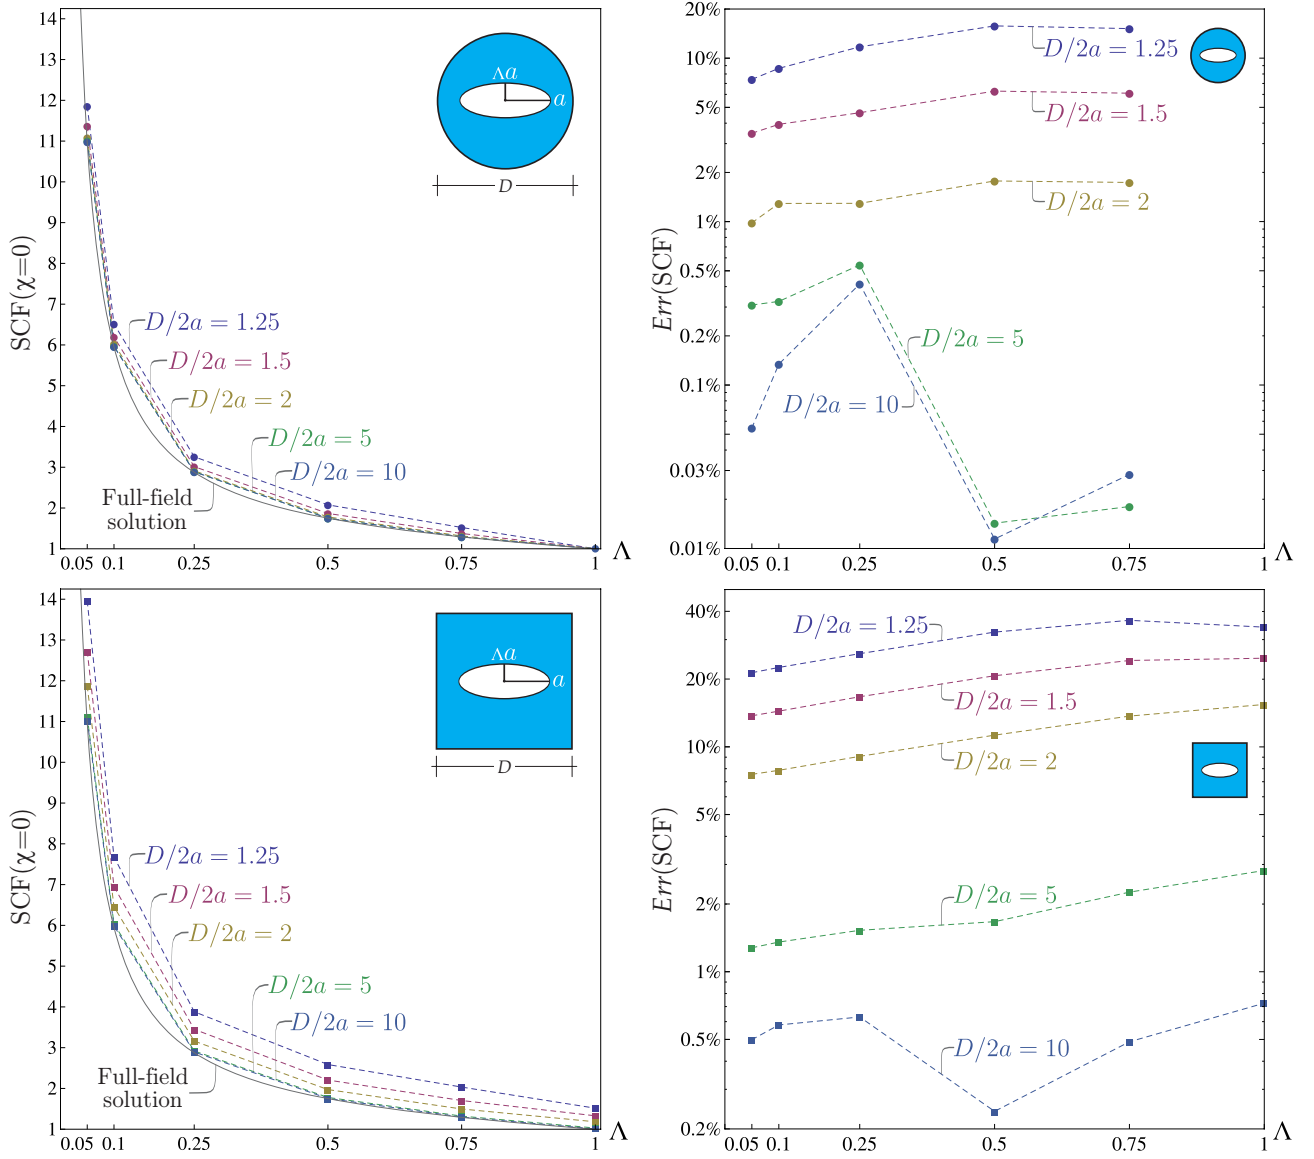 14
13
12
11
10
9
8
7
6
5
4
3
2
1
SCF(χ=0)
Λa
a
D
D/2a = 1.25
D/2a = 1.5
D/2a = 2
D/2a = 5
D/2a = 10
Full-field
solution
0.05 0.1 0.25 0.5 0.75 1 Λ
20%
10%
5%
2%
1%
0.5%
0.2%
0.1%
0.03%
0.01%
Err(SCF)
D/2a = 1.25
D/2a = 1.5
D/2a = 2
D/2a = 5
D/2a = 10
0.05 0.1 0.25 0.5 0.75 1 Λ
14
13
12
11
10
9
8
7
6
5
4
3
2
1
SCF(χ=0)
Λa
a
D
D/2a = 1.25
D/2a = 1.5
D/2a = 2
D/2a = 5
D/2a = 10
Full-field
solution
0.05 0.1 0.25 0.5 0.75 1 Λ
40%
20%
10%
5%
2%
1%
0.5%
0.2%
Err(SCF)
D/2a = 1.25
D/2a = 1.5
D/2a = 2
D/2a = 5
D/2a = 10
0.05 0.1 0.25 0.5 0.75 1 Λ